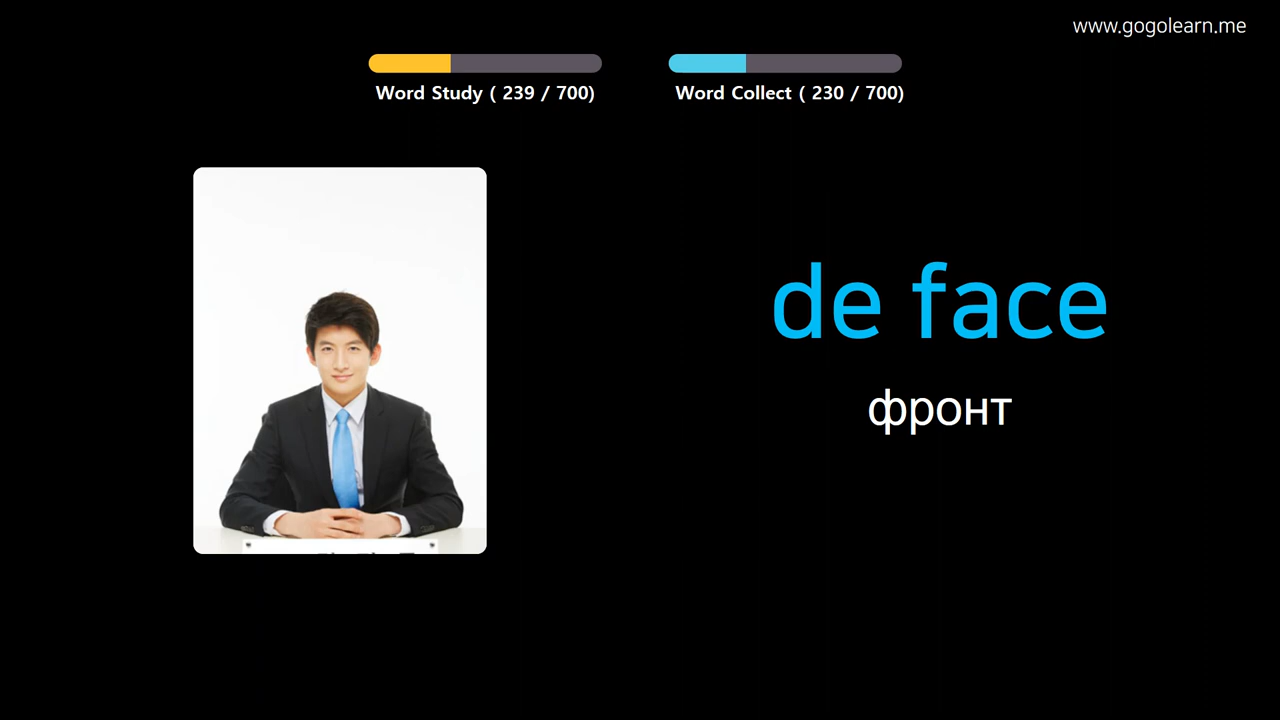 www.gogolearn.me
Word Study ( 239 / 700)
Word Collect ( 230 / 700)
de face
фронт